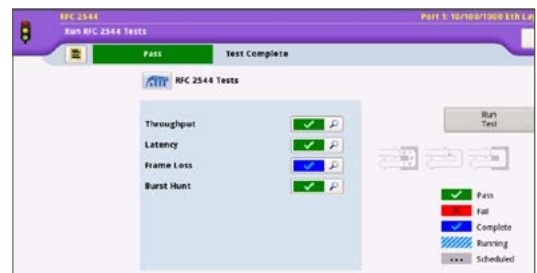 RFC 2544
Port 1: 10/100/1000 Eth Lay
Run RFC 2544 Tests
Pass
Test Complete
RFC 2544 Tests
Throughput
Latency
Frame Loss
Burst Hunt
Run
Test
Pass
Fail
Complete
Running
Scheduled